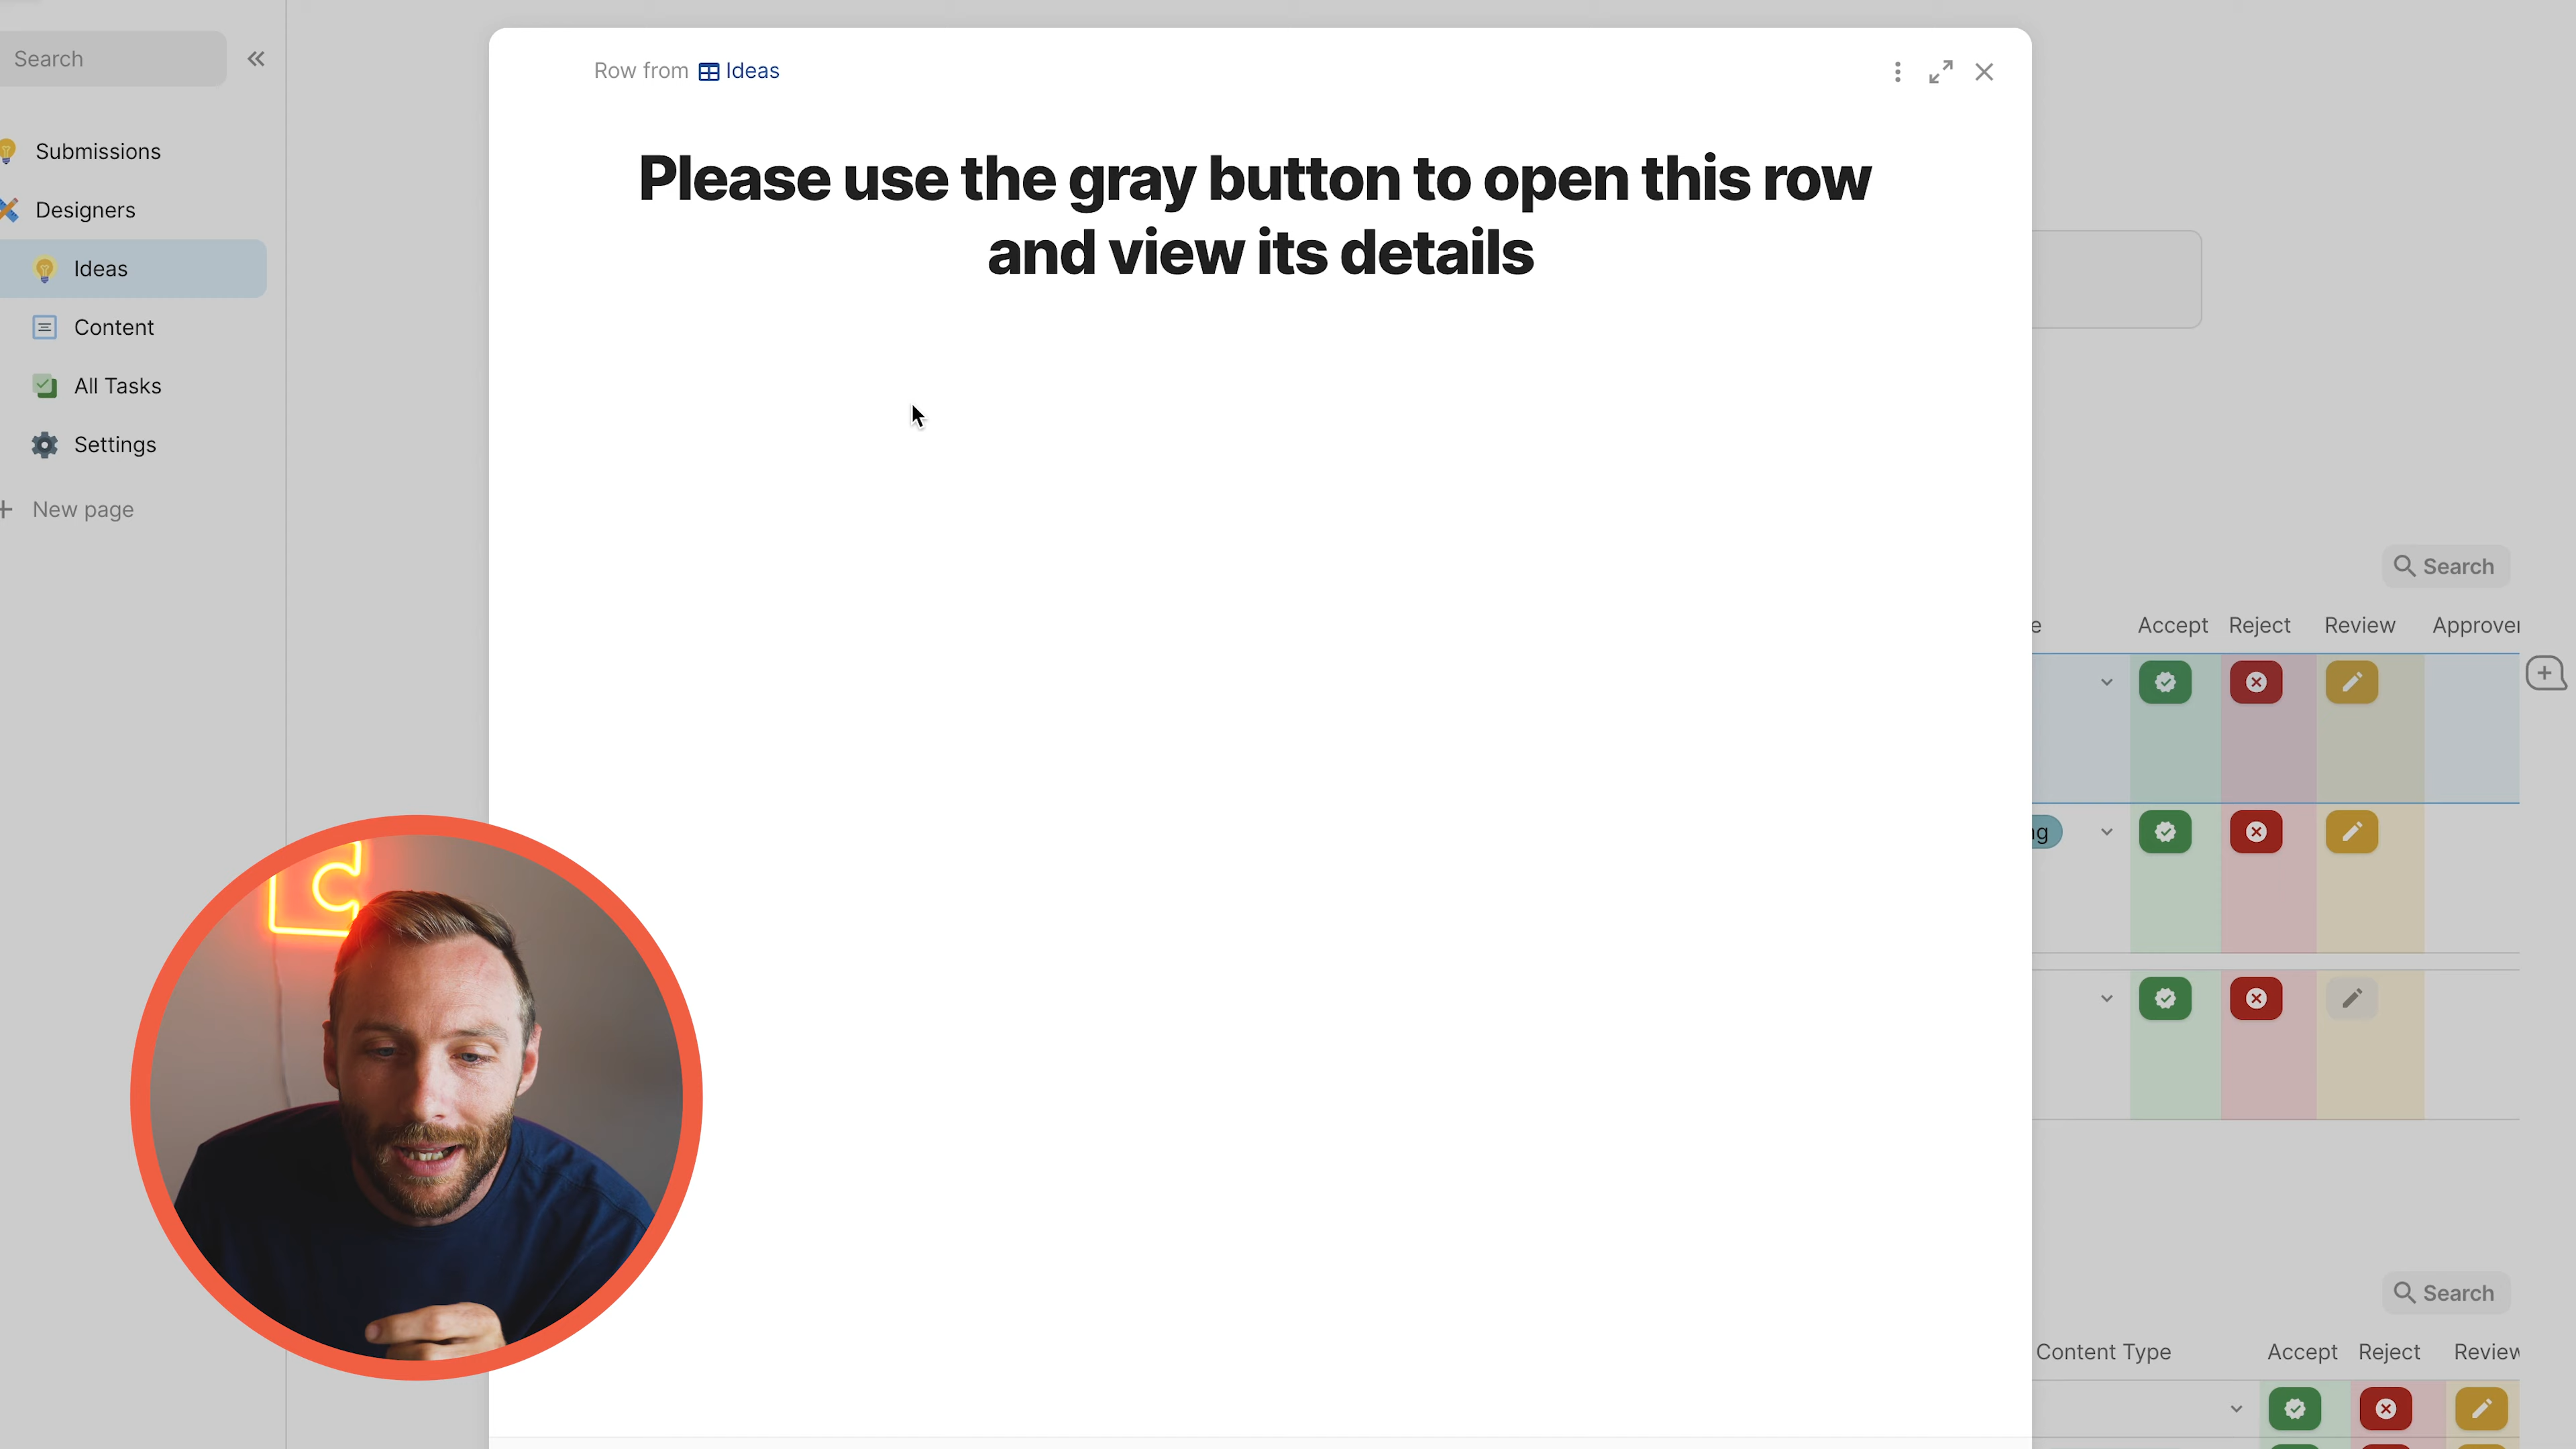 Search
Submissions
Designers
Ideas
Content
All Tasks
Settings
New page
Row from Ideas
Please use the gray button to open this row
and view its details
Search
Accept Reject Review
Search
Content Type Accept Reject Review